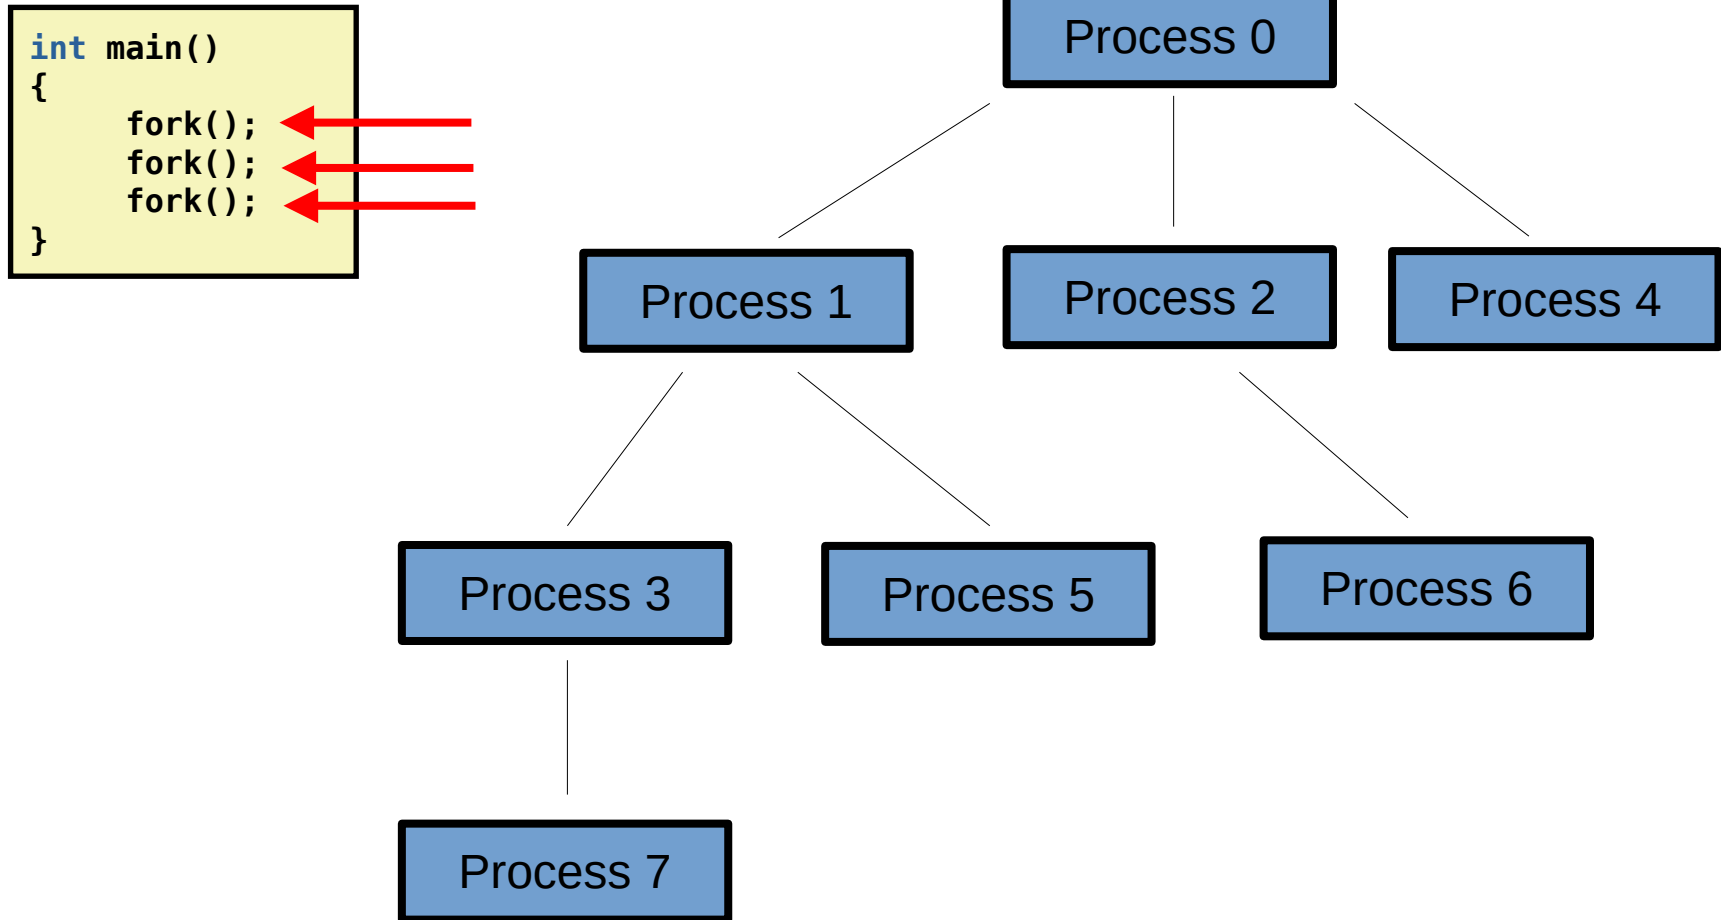 int main()
{
fork();
fork();
fork();
}
Process 0
Process 1
Process 2
Process 4
Process 3
Process 5
Process 6
Process 7